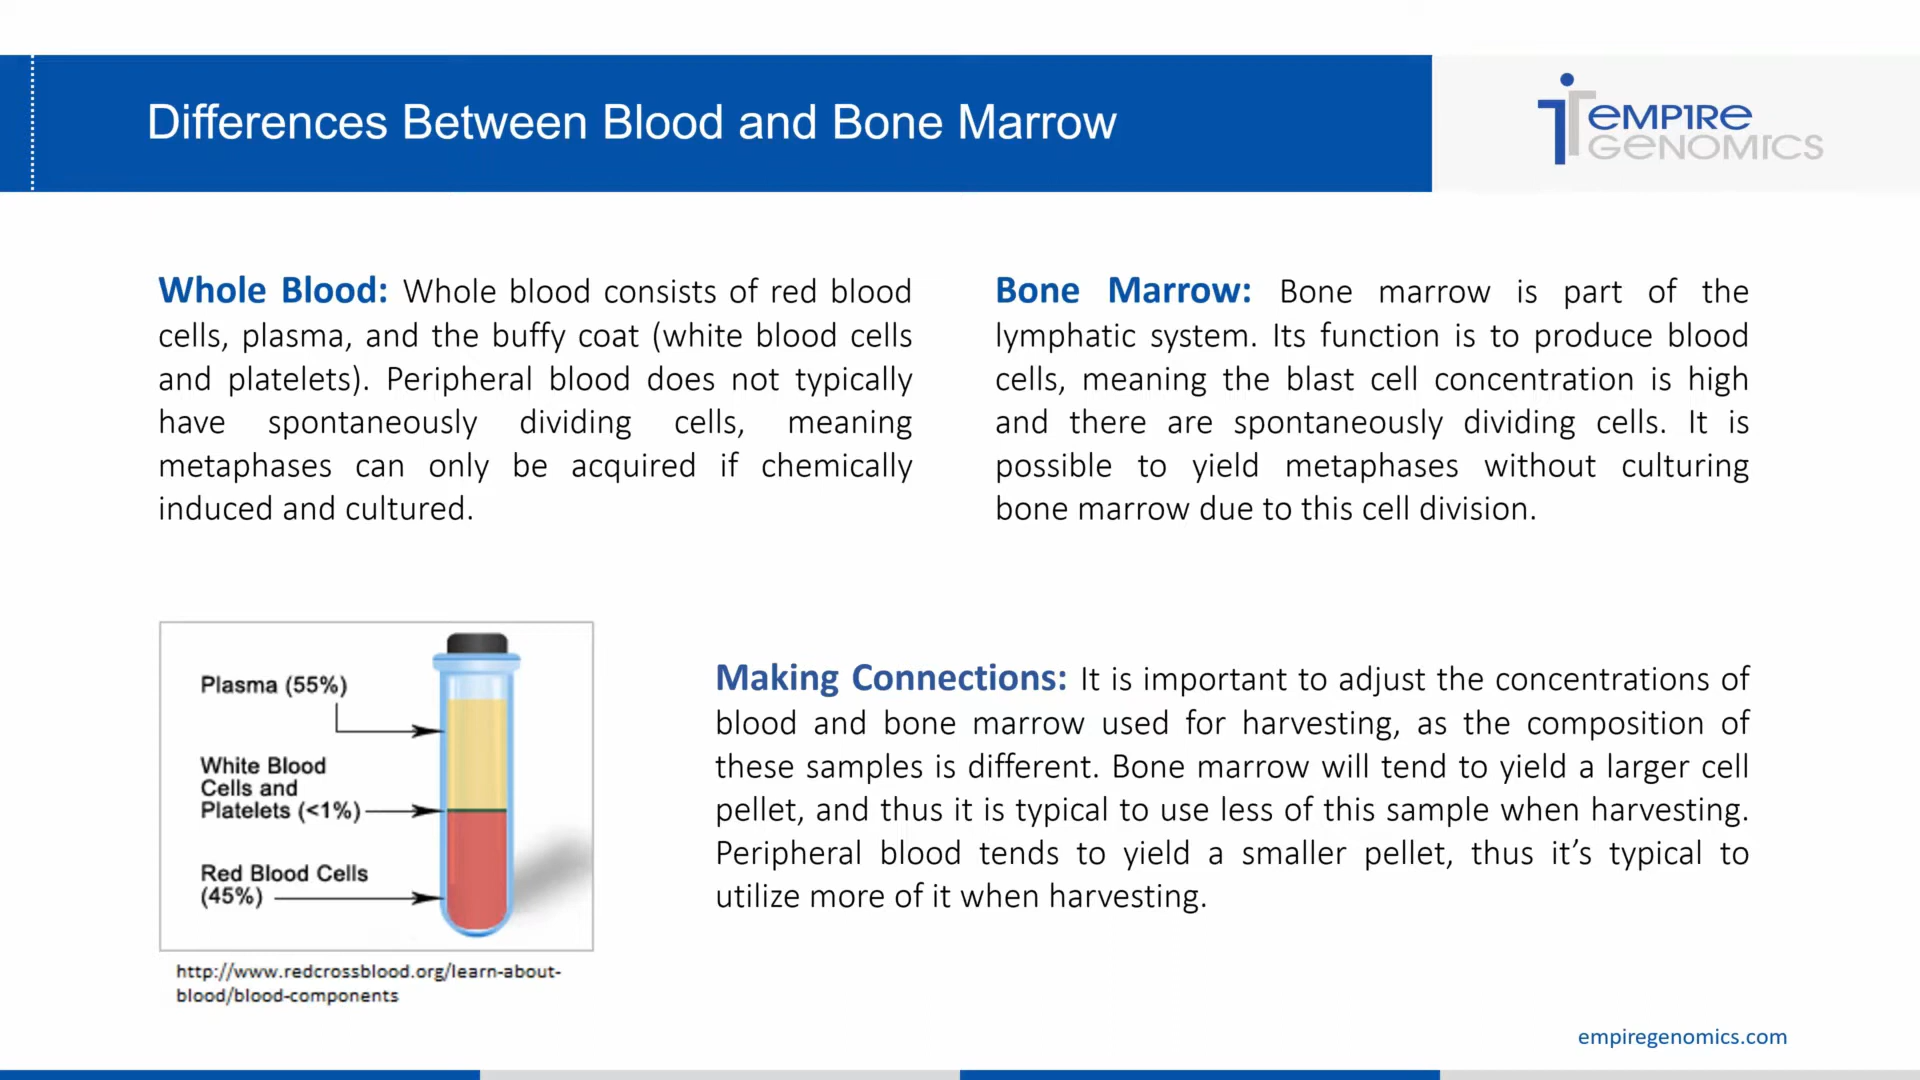 Differences Between Blood and Bone Marrow
EMPIRE
GENOMICS
Whole Blood: Whole blood consists of red blood
cells, plasma, and the buffy coat (white blood cells
and platelets). Peripheral blood does not typically
have spontaneously dividing cells, meaning
metaphases can only be acquired if chemically
induced and cultured.
Bone Marrow: Bone marrow is part of the
lymphatic system. Its function is to produce blood
cells, meaning the blast cell concentration is high
and there are spontaneously dividing cells. It is
possible to yield metaphases without culturing
bone marrow due to this cell division.
Plasma (55%)
White Blood
Cells and
Platelets (<1%)
Red Blood Cells
(45%)
http://www.redcrossblood.org/learn-about-
blood/blood-components
Making Connections: It is important to adjust the concentrations of
blood and bone marrow used for harvesting, as the composition of
these samples is different. Bone marrow will tend to yield a larger cell
pellet, and thus it is typical to use less of this sample when harvesting.
Peripheral blood tends to yield a smaller pellet, thus it’s typical to
utilize more of it when harvesting.
empiregenomics.com